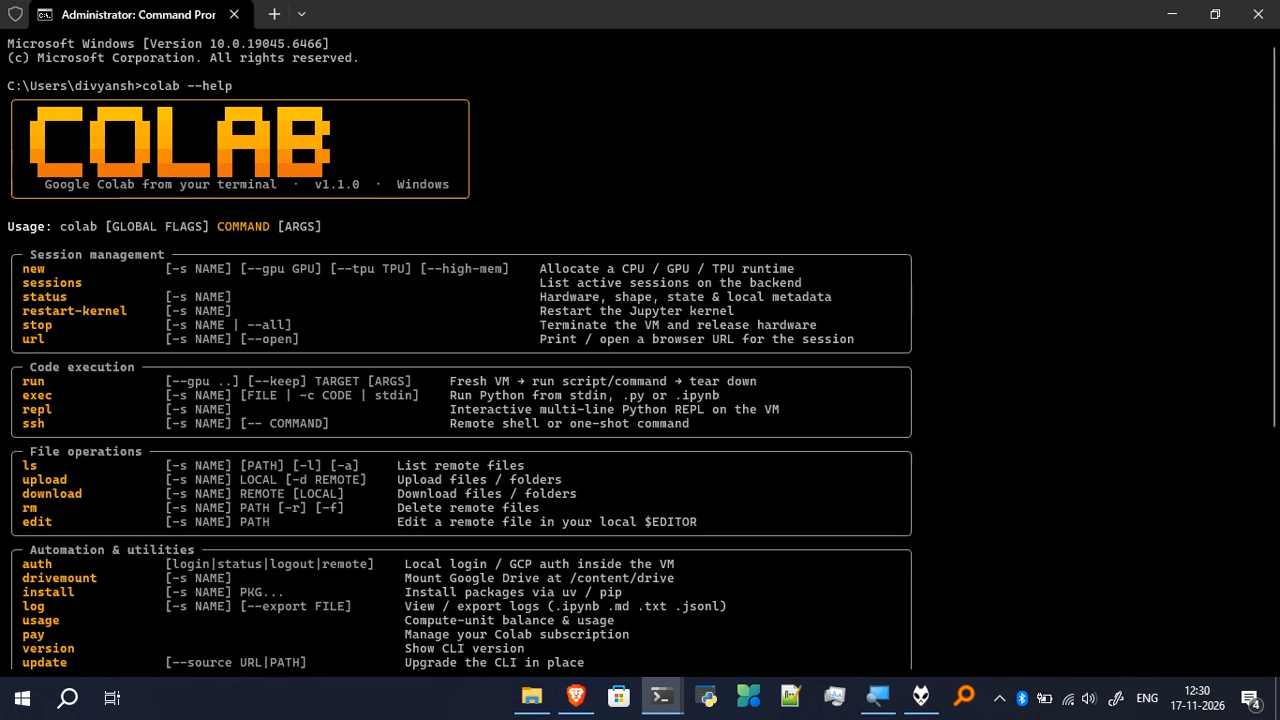 Administrator: Command Pror
Microsoft Windows [Version 10.0.19045.6466]
(c) Microsoft Corporation. All rights reserved.
C:\Users\divyansh>colab --help
COLAB
Google Colab from your terminal · v1.1.0 · Windows
Usage: colab [GLOBAL FLAGS] COMMAND [ARGS]
Session management
new [-s NAME] [--gpu GPU] [--tpu TPU] [--high-mem] Allocate a CPU / GPU / TPU runtime
sessions List active sessions on the backend
status [-s NAME] Hardware, shape, state & local metadata
restart-kernel [-s NAME] Restart the Jupyter kernel
stop [-s NAME | --all] Terminate the VM and release hardware
url [-s NAME] [--open] Print / open a browser URL for the session
Code execution
run [--gpu ..] [--keep] TARGET [ARGS] Fresh VM → run script/command → tear down
exec [-s NAME] [FILE | -c CODE | stdin] Run Python from stdin, .py or .ipynb
repl [-s NAME] Interactive multi-line Python REPL on the VM
ssh [-s NAME] [-- COMMAND] Remote shell or one-shot command
File operations
ls [-s NAME] [PATH] [-l] [-a] List remote files
upload [-s NAME] LOCAL [-d REMOTE] Upload files / folders
download [-s NAME] REMOTE [LOCAL] Download files / folders
rm [-s NAME] PATH [-r] [-f] Delete remote files
edit [-s NAME] PATH Edit a remote file in your local $EDITOR
Automation & utilities
auth [login|status|logout|remote] Local login / GCP auth inside the VM
drivemount [-s NAME] Mount Google Drive at /content/drive
install [-s NAME] PKG... Install packages via uv / pip
log [-s NAME] [--export FILE] View / export logs (.ipynb .md .txt .jsonl)
usage Compute-unit balance & usage
pay Manage your Colab subscription
version Show CLI version
update [--source URL|PATH] Upgrade the CLI in place
ENG
12:30
17-11-2026
4